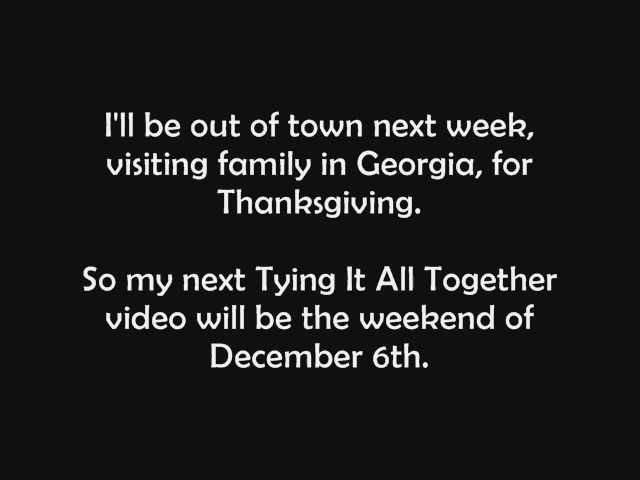 I'll be out of town next week,
visiting family in Georgia, for
Thanksgiving.
So my next Tying It All Together
video will be the weekend of
December 6th.